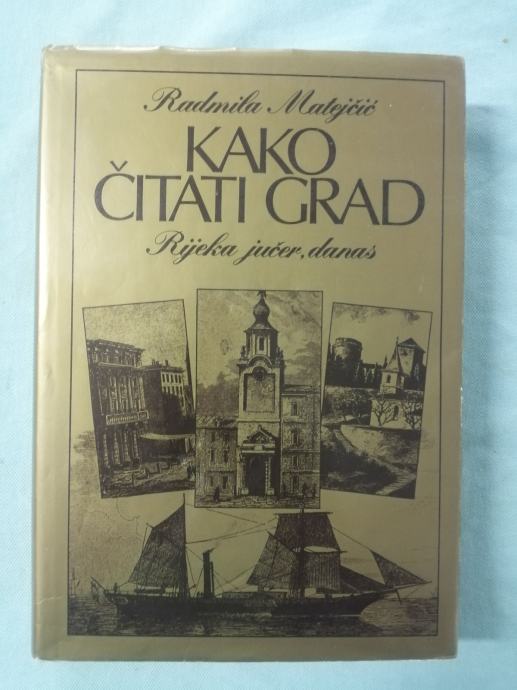 Radmila Matejčić
KAKO
ČITATI GRAD
Rijeka jučer, danas